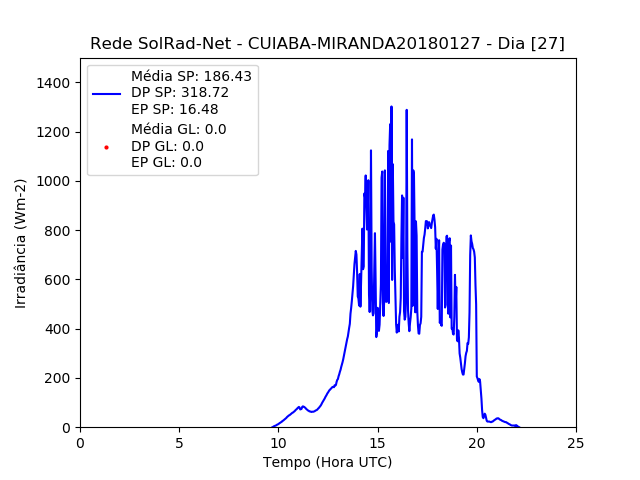 Rede SolRad-Net - CUIABA-MIRANDA20180127 - Dia [27]
Média SP: 186.43
DP SP: 318.72
EP SP: 16.48
Média GL: 0.0
DP GL: 0.0
EP GL: 0.0
Irradiância (Wm-2)
1400
1200
1000
800
600
400
200
0
0 5 10 15 20 25
Tempo (Hora UTC)